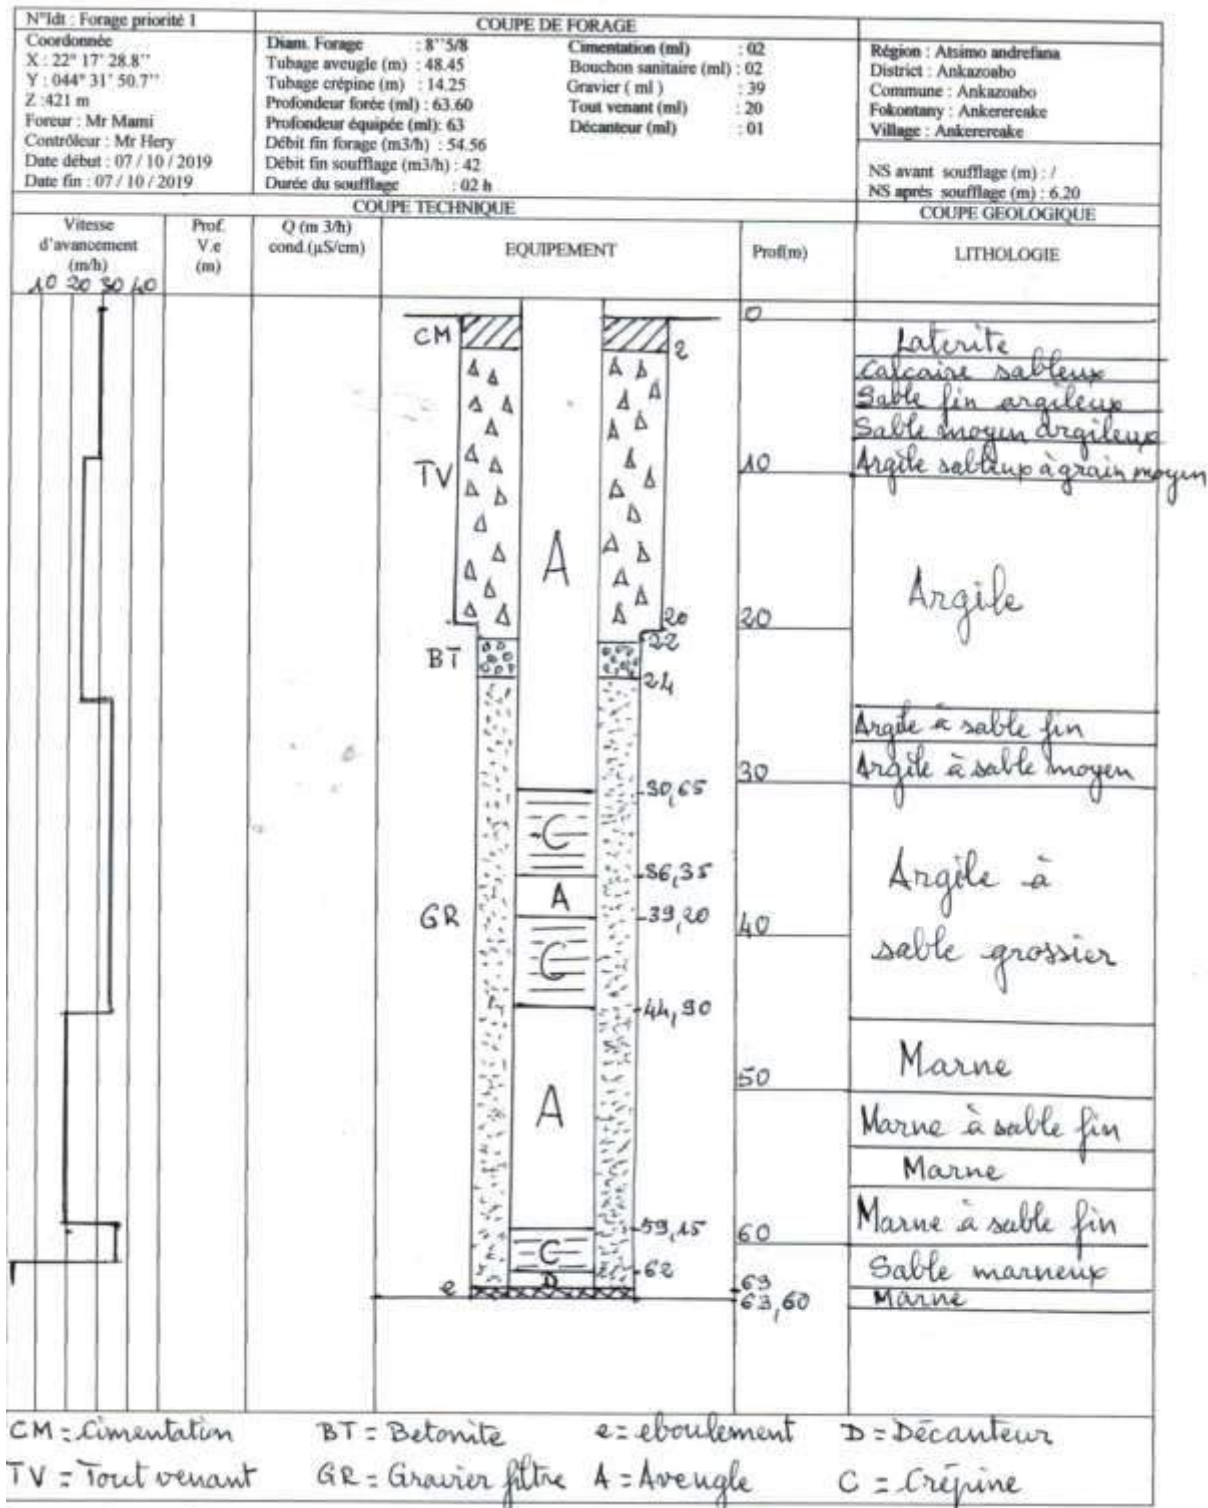 N°Idt : Forage priorité 1
COUPE DE FORAGE
Coordonnée
X : 22° 17' 28.8''
Y : 044° 31' 50.7''
Z :421 m
Foreur : Mr Mami
Contrôleur : Mr Hery
Date début : 07 / 10 / 2019
Date fin : 07 / 10 / 2019
Diam. Forage : 8''5/8
Tubage aveugle (m) : 48.45
Tubage crépine (m) : 14.25
Profondeur forée (ml) : 63.60
Profondeur équipée (ml): 63
Débit fin forage (m3/h) : 54.56
Débit fin soufflage (m3/h) : 42
Durée du soufflage : 02 h
Cimentation (ml) : 02
Bouchon sanitaire (ml) : 02
Gravier ( ml ) : 39
Tout venant (ml) : 20
Décanteur (ml) : 01
Région : Atsimo andrefana
District : Ankazoabo
Commune : Ankazoabo
Fokontany : Ankerereake
Village : Ankerereake
NS avant soufflage (m) : /
NS après soufflage (m) : 6.20
COUPE TECHNIQUE
COUPE GEOLOGIQUE
Vitesse
d'avancement
(m/h)
10 20 30 40
Prof.
V.e
(m)
Q (m 3/h)
cond.(µS/cm)
EQUIPEMENT
Prof(m)
LITHOLOGIE
CM
2
TV
A
20
22
BT
24
30,65
C
36,35
A
39,20
GR
C
44,90
A
59,15
C
62
D
e
0
10
20
30
40
50
60
63
63,60
Laterite
Calcaire sableux
Sable fin argileux
Sable moyen argileux
Argile sableux à grain moyen
Argile
Argile à sable fin
Argile à sable moyen
Argile à
sable grossier
Marne
Marne à sable fin
Marne
Marne à sable fin
Sable marneux
Marne
CM = Cimentation BT = Betonite e = eboulement D = Décanteur
TV = Tout venant GR = Gravier filtre A = Aveugle C = Crépine